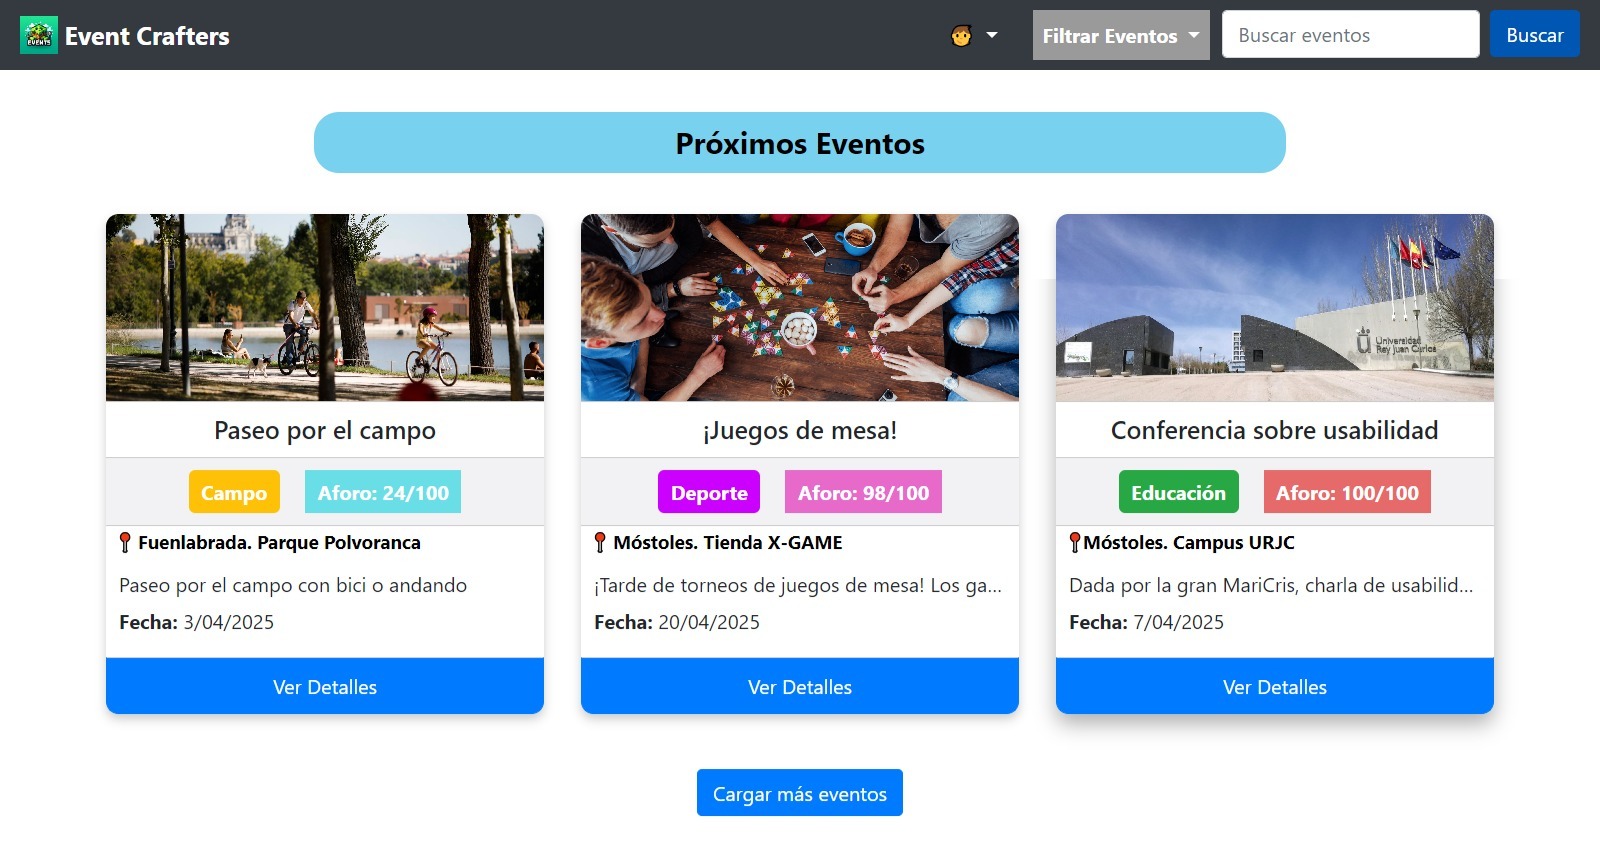 EVENTS
Event Crafters
Filtrar Eventos
Buscar eventos
Buscar
Próximos Eventos
Universidad
Rey Juan Carlos
Paseo por el campo
Campo
Aforo: 24/100
Fuenlabrada. Parque Polvoranca
Paseo por el campo con bici o andando
Fecha: 3/04/2025
Ver Detalles
¡Juegos de mesa!
Deporte
Aforo: 98/100
Móstoles. Tienda X-GAME
¡Tarde de torneos de juegos de mesa! Los ga...
Fecha: 20/04/2025
Ver Detalles
Conferencia sobre usabilidad
Educación
Aforo: 100/100
Móstoles. Campus URJC
Dada por la gran MariCris, charla de usabilid...
Fecha: 7/04/2025
Ver Detalles
Cargar más eventos